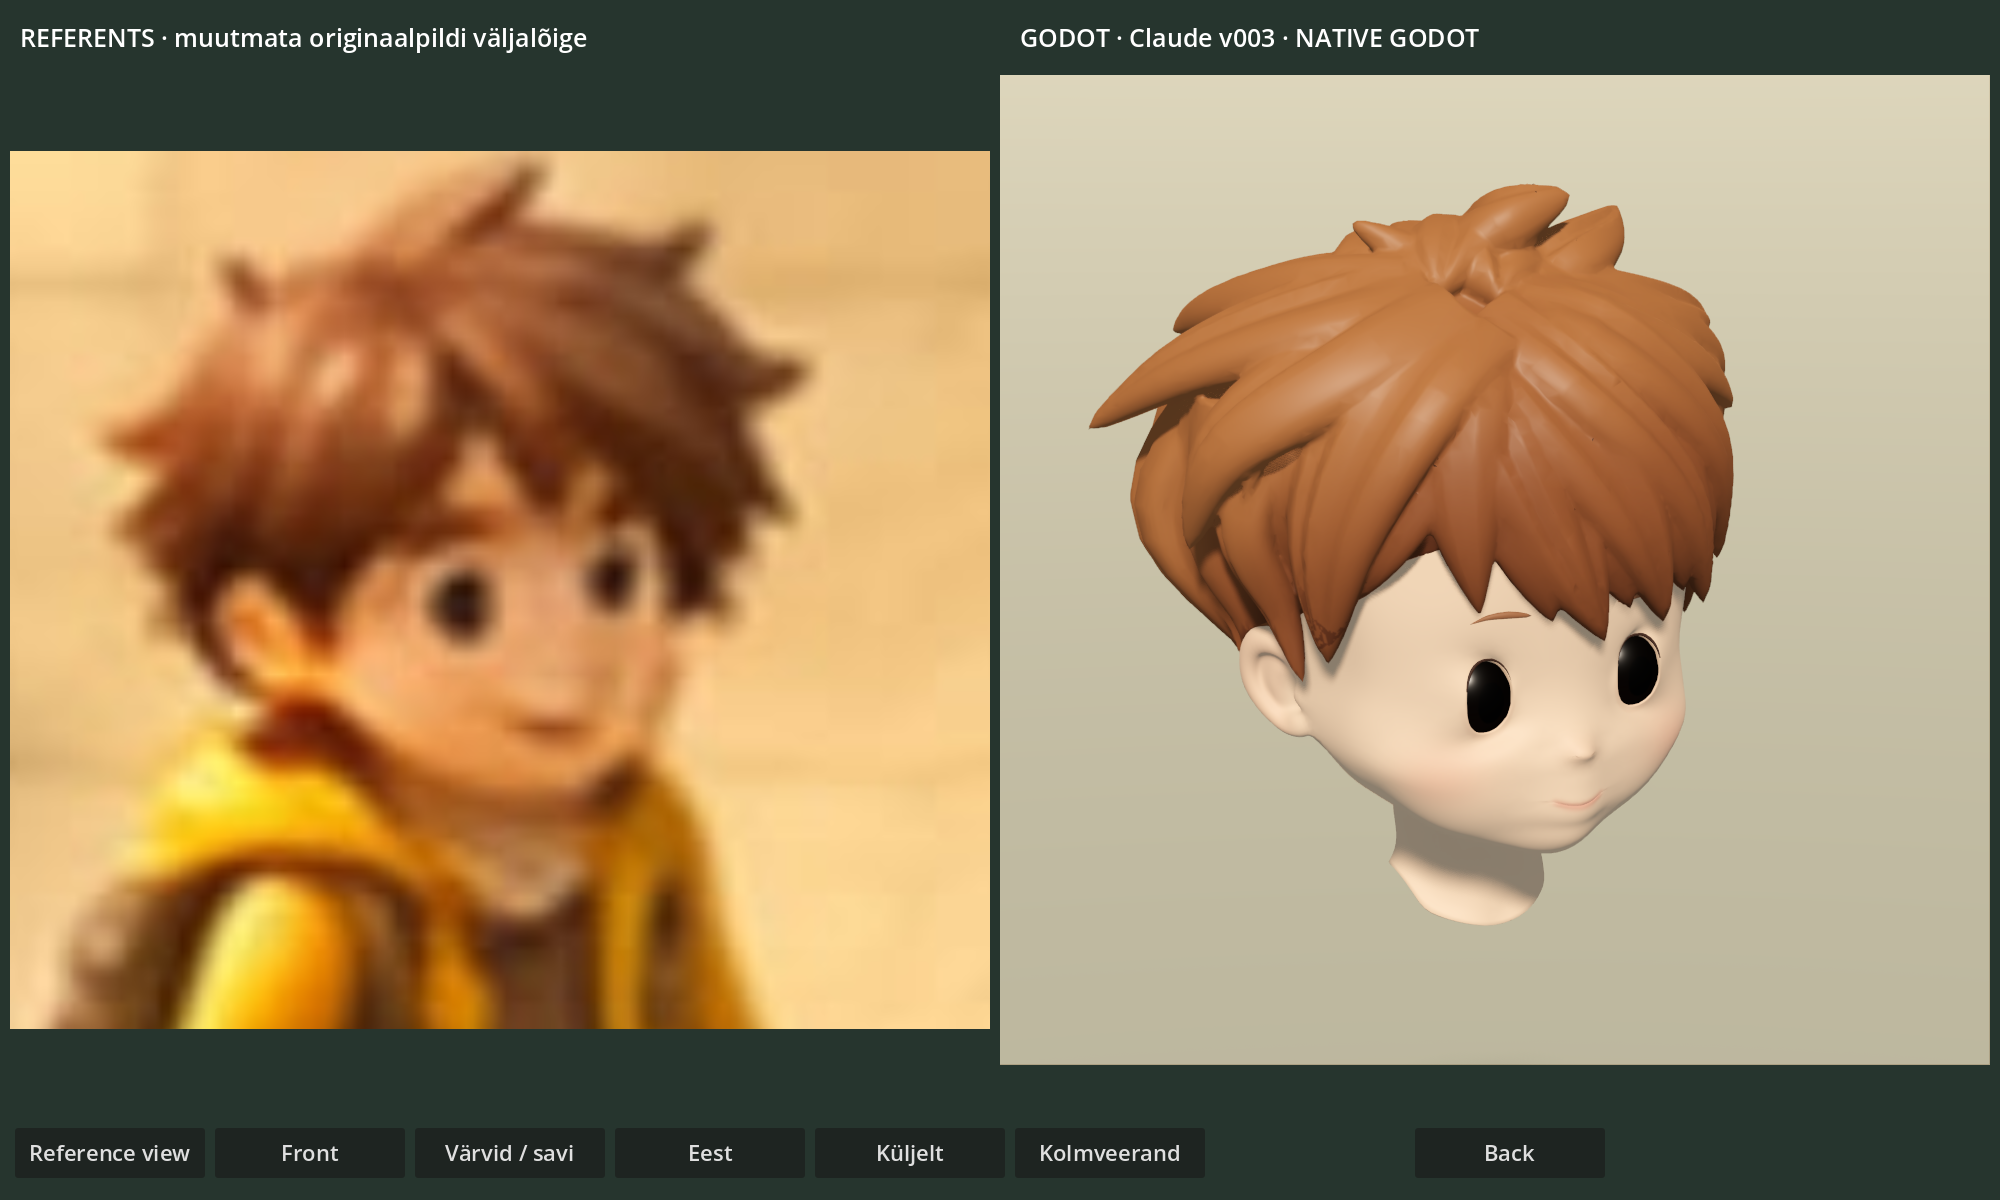 REFERENTS · muutmata originaalpildi väljalõige
GODOT · Claude v003 · NATIVE GODOT
Reference view
Front
Värvid / savi
Eest
Küljelt
Kolmveerand
Back